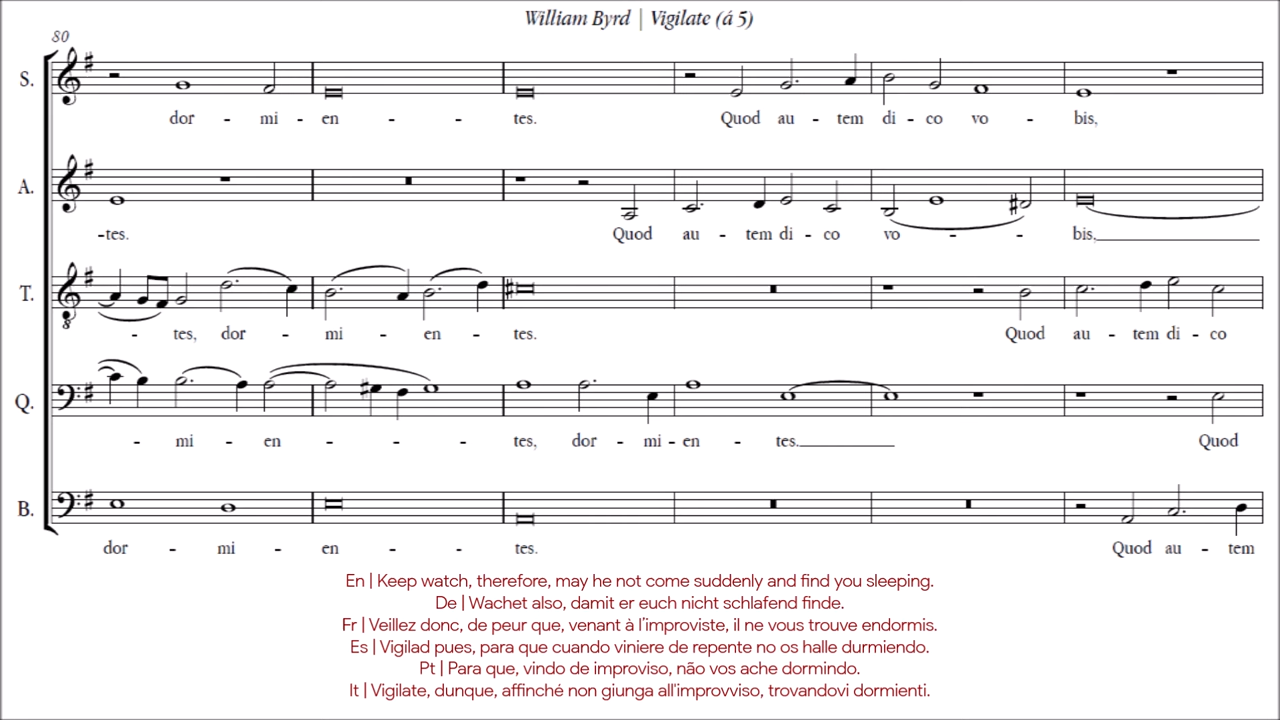 William Byrd | Vigilate (á 5)
80
S.
dor - mi - en - - tes. Quod au - tem di - co vo - bis,
A.
-tes. Quod au - tem di - co vo - - bis,
T.
8
- tes, dor - mi - en - tes. Quod au - tem di - co
Q.
- mi - en - - - tes, dor - mi - en - tes. Quod
B.
dor - mi - en - - tes. Quod au - tem
En | Keep watch, therefore, may he not come suddenly and find you sleeping.
De | Wachet also, damit er euch nicht schlafend finde.
Fr | Veillez donc, de peur que, venant à l’improviste, il ne vous trouve endormis.
Es | Vigilad pues, para que cuando viniere de repente no os halle durmiendo.
Pt | Para que, vindo de improviso, não vos ache dormindo.
It | Vigilate, dunque, affinché non giunga all'improvviso, trovandovi dormienti.